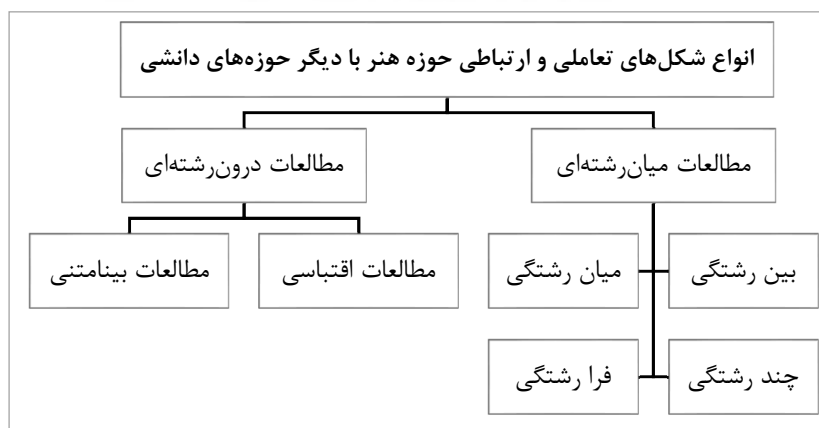 انواع شکل‌های تعاملی و ارتباطی حوزه هنر با دیگر حوزه‌های دانشی
مطالعات میان‌رشته‌ای
مطالعات درون‌رشته‌ای
بین رشتگی
میان رشتگی
مطالعات اقتباسی
مطالعات بینامتنی
چند رشتگی
فرا رشتگی